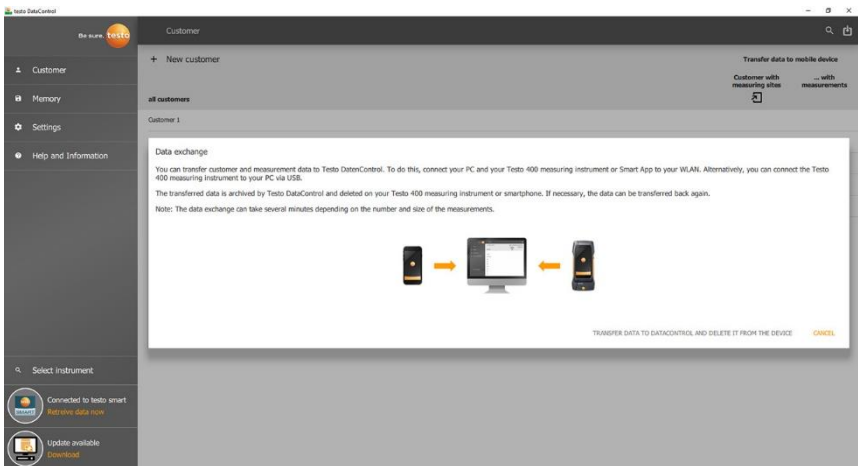 testo DataControl
Be sure. testo
Customer
Customer
Memory
Settings
Help and Information
+ New customer
Transfer data to mobile device
Customer with
measuring sites
... with
measurements
all customers
Customer 1
Data exchange
You can transfer customer and measurement data to Testo DatenControl. To do this, connect your PC and your Testo 400 measuring instrument or Smart App to your WLAN. Alternatively, you can connect the Testo
400 measuring instrument to your PC via USB.
The transferred data is archived by Testo DataControl and deleted on your Testo 400 measuring instrument or smartphone. If necessary, the data can be transferred back again.
Note: The data exchange can take several minutes depending on the number and size of the measurements.
TRANSFER DATA TO DATACONTROL AND DELETE IT FROM THE DEVICE
CANCEL
Select instrument
SMART
Connected to testo smart
Retreive data now
Update available
Download